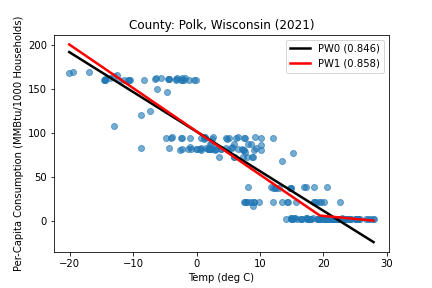 County: Polk, Wisconsin (2021)
PW0 (0.846)
PW1 (0.858)
Per-Capita Consumption (MMBtu/1000 Households)
200
150
100
50
0
−20 −10 0 10 20 30
Temp (deg C)